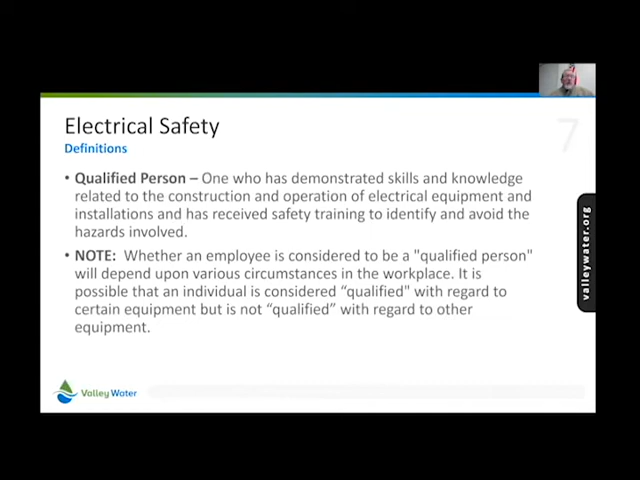 Electrical Safety
7
Definitions
• Qualified Person – One who has demonstrated skills and knowledge
related to the construction and operation of electrical equipment and
installations and has received safety training to identify and avoid the
hazards involved.
• NOTE: Whether an employee is considered to be a "qualified person"
will depend upon various circumstances in the workplace. It is
possible that an individual is considered “qualified" with regard to
certain equipment but is not “qualified” with regard to other
equipment.
valleywater.org
Valley Water